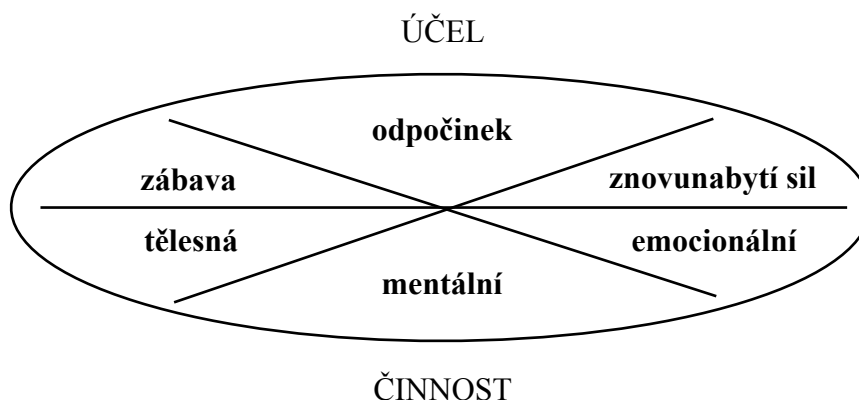 ÚČEL
odpočinek
zábava
znovunabytí sil
tělesná
emocionální
mentální
ČINNOST